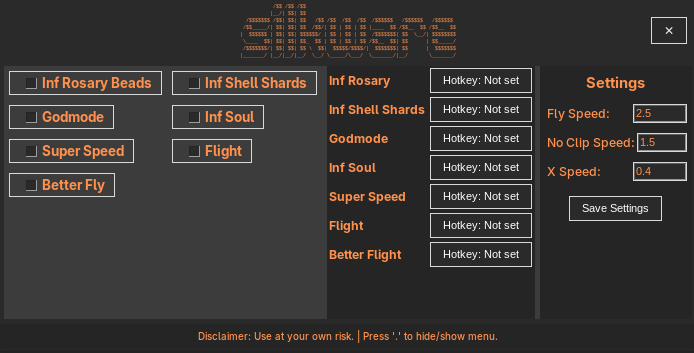 ✕
Inf Rosary Beads
Inf Shell Shards
Godmode
Inf Soul
Super Speed
Flight
Better Fly
Inf Rosary Hotkey: Not set
Inf Shell Shards Hotkey: Not set
Godmode Hotkey: Not set
Inf Soul Hotkey: Not set
Super Speed Hotkey: Not set
Flight Hotkey: Not set
Better Flight Hotkey: Not set
Settings
Fly Speed: 2.5
No Clip Speed: 1.5
X Speed: 0.4
Save Settings
Disclaimer: Use at your own risk. | Press '.' to hide/show menu.